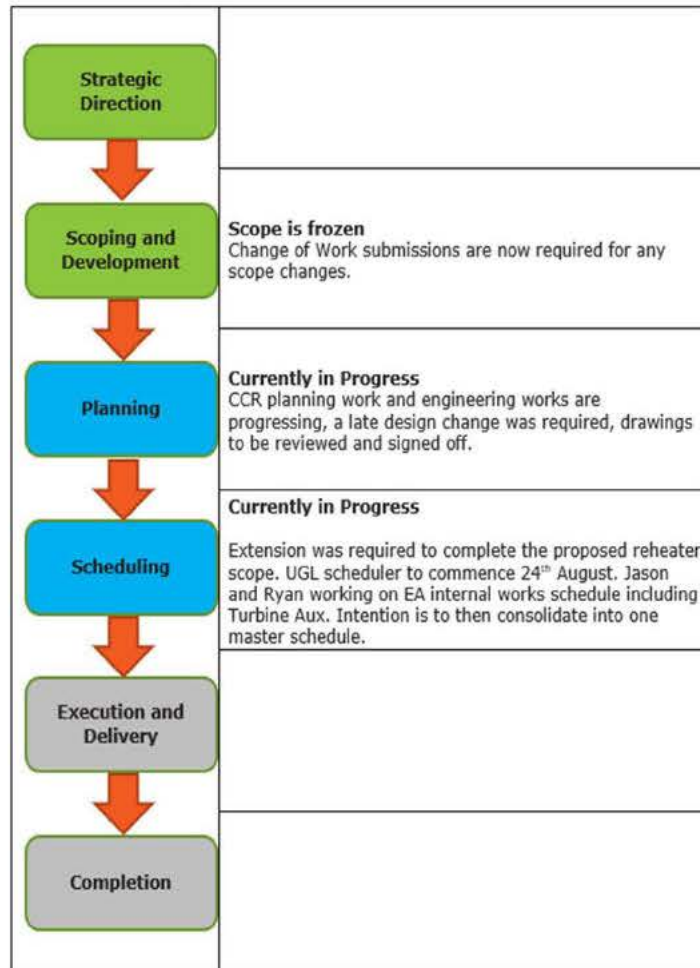 Strategic
Direction
Scoping and
Development
Scope is frozen
Change of Work submissions are now required for any
scope changes.
Planning
Currently in Progress
CCR planning work and engineering works are
progressing, a late design change was required, drawings
to be reviewed and signed off.
Scheduling
Currently in Progress
Extension was required to complete the proposed reheater
scope. UGL scheduler to commence 24th August. Jason
and Ryan working on EA internal works schedule including
Turbine Aux. Intention is to then consolidate into one
master schedule.
Execution and
Delivery
Completion